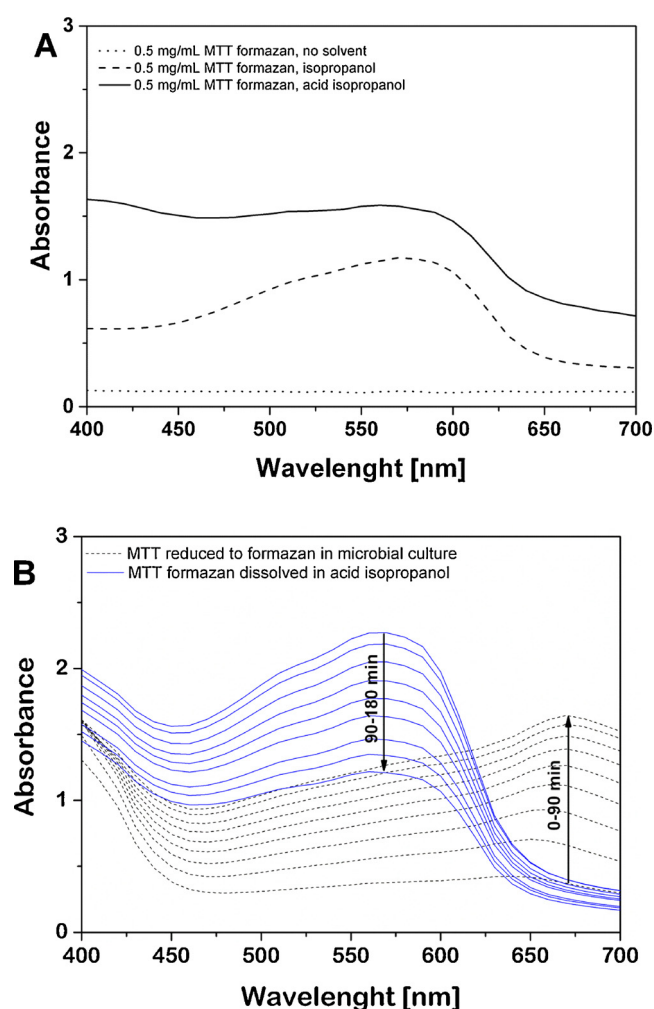 A
3
0.5 mg/mL MTT formazan, no solvent
0.5 mg/mL MTT formazan, isopropanol
0.5 mg/mL MTT formazan, acid isopropanol
2
1
0
Absorbance
400 450 500 550 600 650 700
Wavelenght [nm]
B
3
MTT reduced to formazan in microbial culture
MTT formazan dissolved in acid isopropanol
2
1
0
Absorbance
90-180 min
0-90 min
400 450 500 550 600 650 700
Wavelenght [nm]